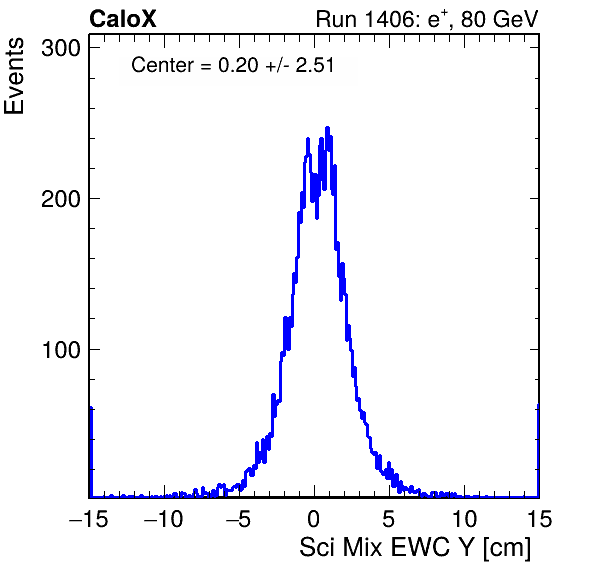 CaloX Run 1406: e⁺, 80 GeV
Events
Center = 0.20 +/- 2.51
300
200
100
−15 −10 −5 0 5 10 15
Sci Mix EWC Y [cm]